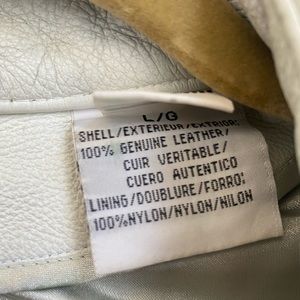 L/G
SHELL/EXTERIEUR/EXTERIOR:
100% GENUINE LEATHER/
CUIR VERITABLE/
CUERO AUTENTICO
LINING/DOUBLURE/FORRO:
100%NYLON/NYLON/NILON